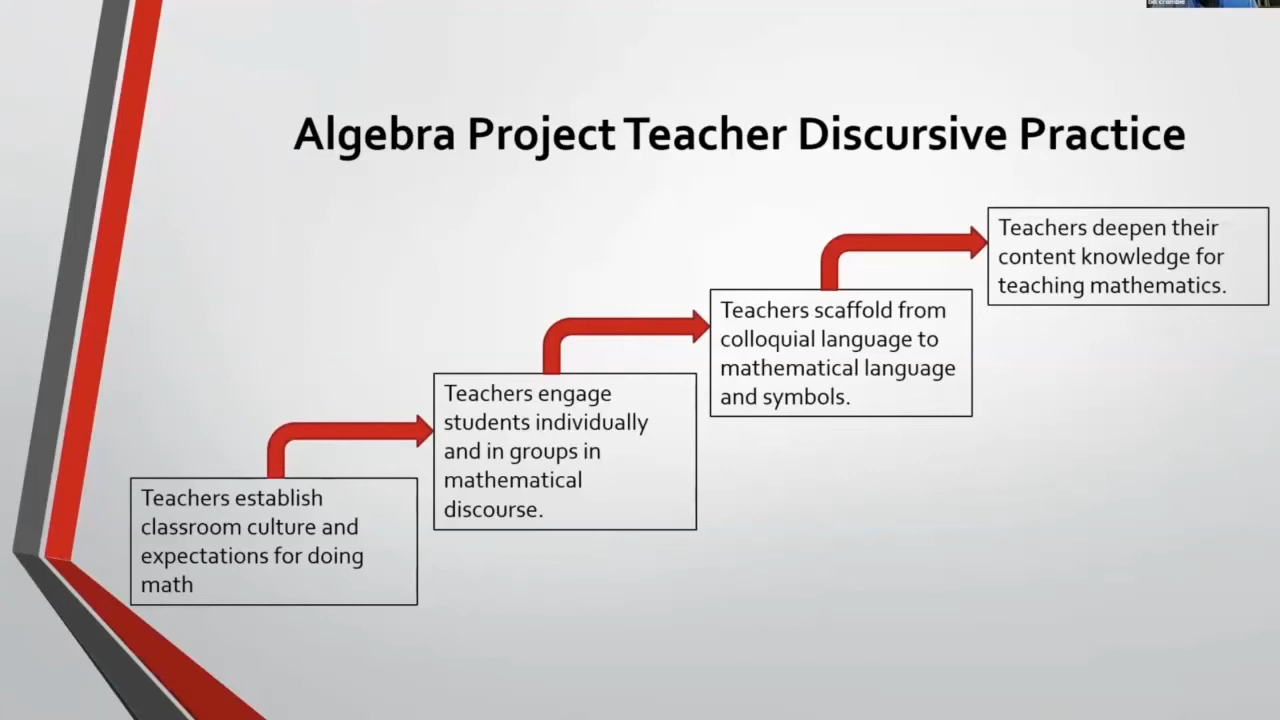 Algebra Project Teacher Discursive Practice
Teachers establish
classroom culture and
expectations for doing
math
Teachers engage
students individually
and in groups in
mathematical
discourse.
Teachers scaffold from
colloquial language to
mathematical language
and symbols.
Teachers deepen their
content knowledge for
teaching mathematics.